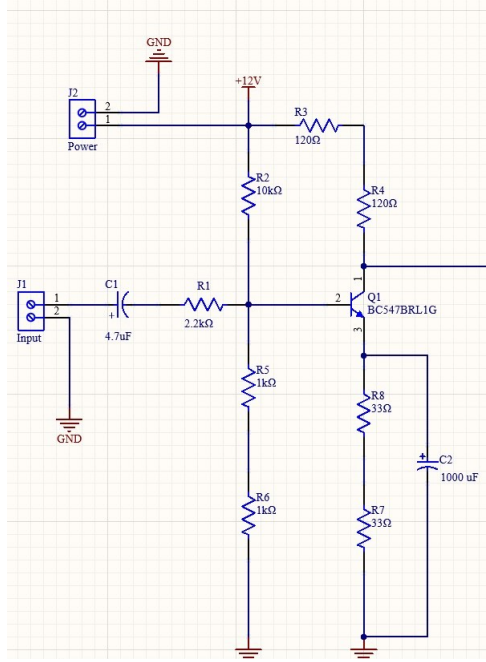 GND
J2
+12V
2
1
Power
R3
120Ω
R2
10kΩ
R4
120Ω
1
J1
1
2
Input
C1
+
4.7uF
R1
2.2kΩ
2
Q1
BC547BRL1G
3
R5
1kΩ
R8
33Ω
GND
+
C2
1000 uF
R6
1kΩ
R7
33Ω